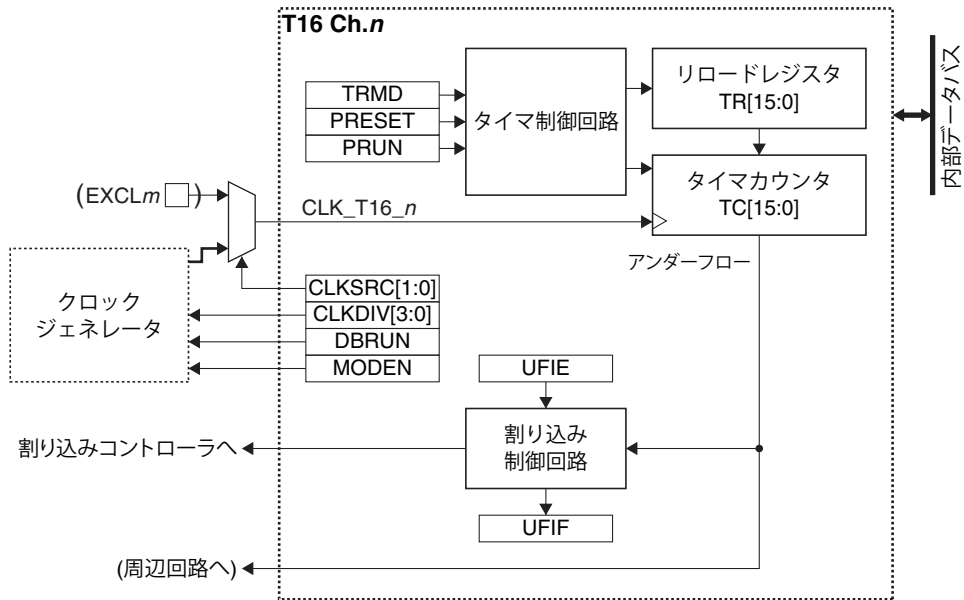 T16 Ch.n
TRMD
PRESET
PRUN
タイマ制御回路
リロードレジスタ
TR[15:0]
タイマカウンタ
TC[15:0]
内部データバス
(EXCLm )
CLK_T16_n
アンダーフロー
クロック
ジェネレータ
CLKSRC[1:0]
CLKDIV[3:0]
DBRUN
MODEN
UFIE
割り込み
制御回路
UFIF
割り込みコントローラへ
(周辺回路へ)